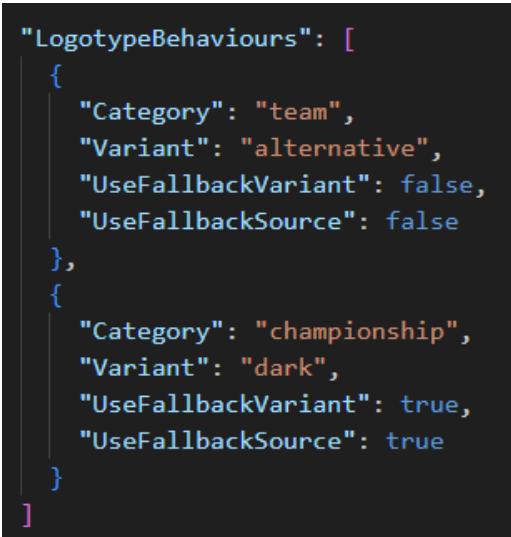 "LogotypeBehaviours": [
{
"Category": "team",
"Variant": "alternative",
"UseFallbackVariant": false,
"UseFallbackSource": false
},
{
"Category": "championship",
"Variant": "dark",
"UseFallbackVariant": true,
"UseFallbackSource": true
}
]